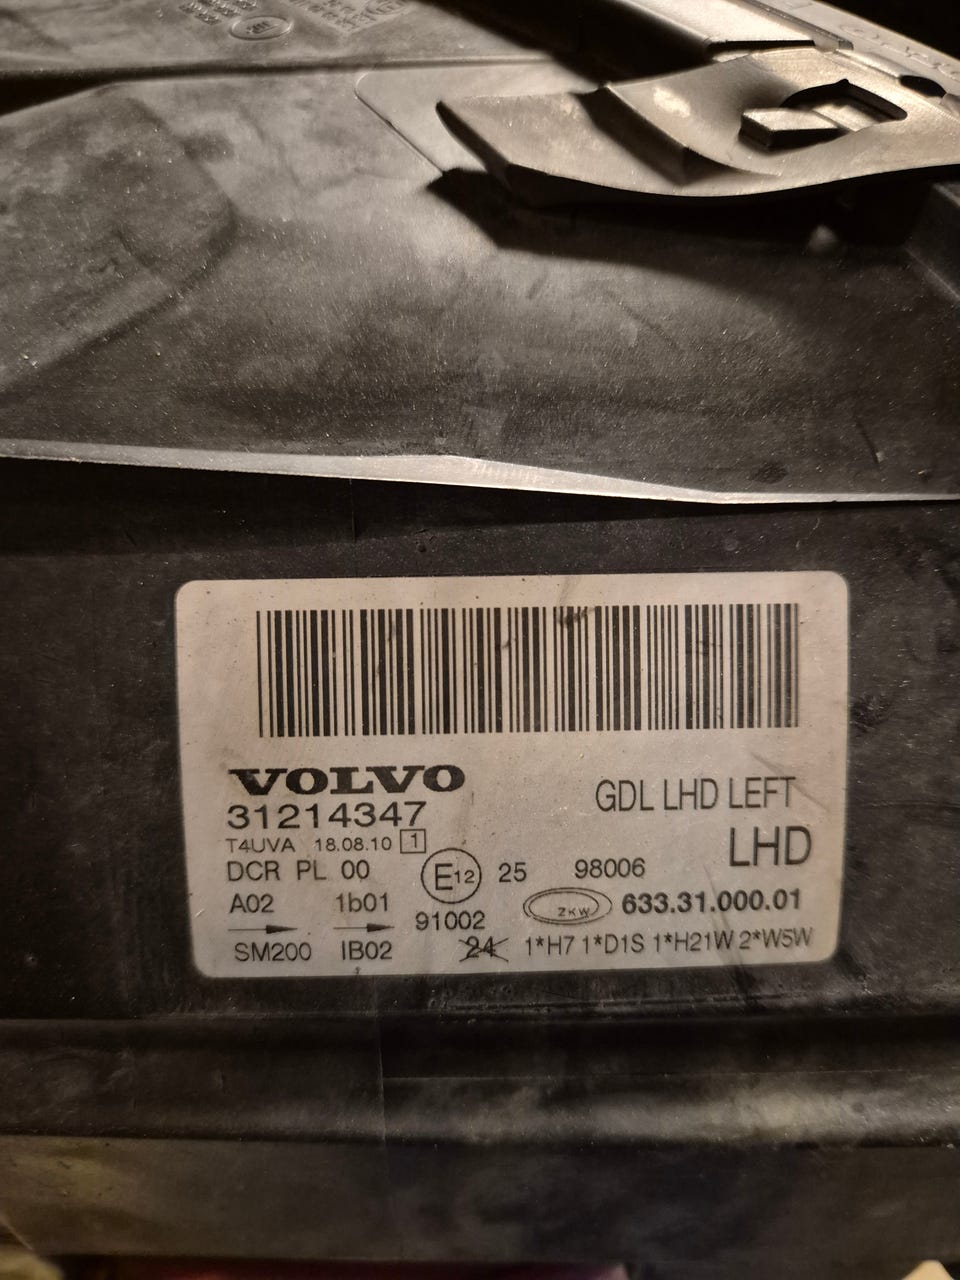 VOLVO
31214347
GDL LHD LEFT
T4UVA 18.08.10 1
LHD
DCR PL 00 E12 25 98006
A02 1b01 91002 ZKW 633.31.000.01
SM200 IB02 24 1*H7 1*D1S 1*H21W 2*W5W